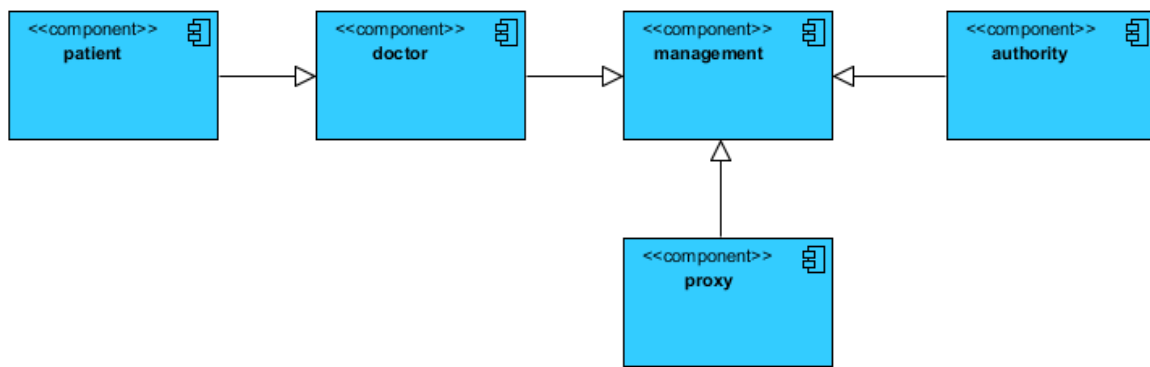 <<component>>
patient
<<component>>
doctor
<<component>>
management
<<component>>
authority
<<component>>
proxy